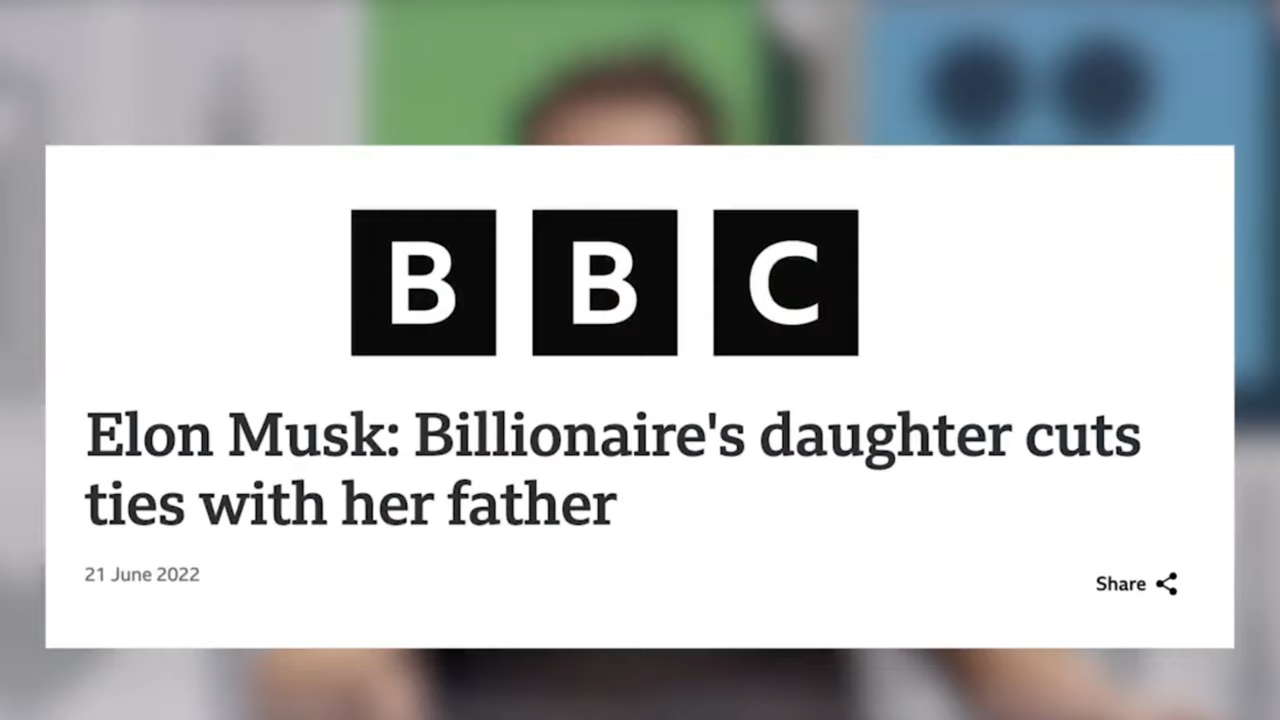 BBC
Elon Musk: Billionaire's daughter cuts
ties with her father
21 June 2022
Share